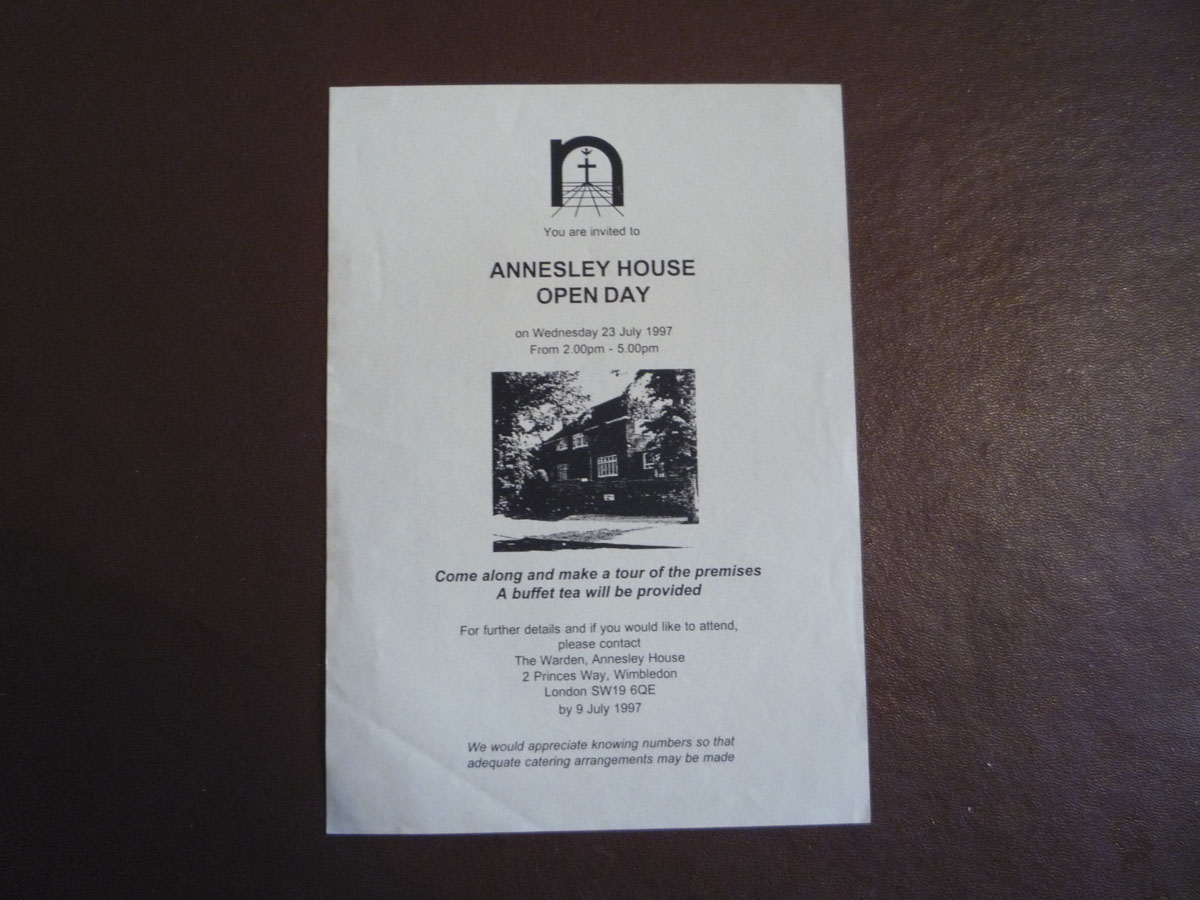 n
You are invited to
ANNESLEY HOUSE
OPEN DAY
on Wednesday 23 July 1997
From 2.00pm - 5.00pm
Come along and make a tour of the premises
A buffet tea will be provided
For further details and if you would like to attend,
please contact
The Warden, Annesley House
2 Princes Way, Wimbledon
London SW19 6QE
by 9 July 1997
We would appreciate knowing numbers so that
adequate catering arrangements may be made